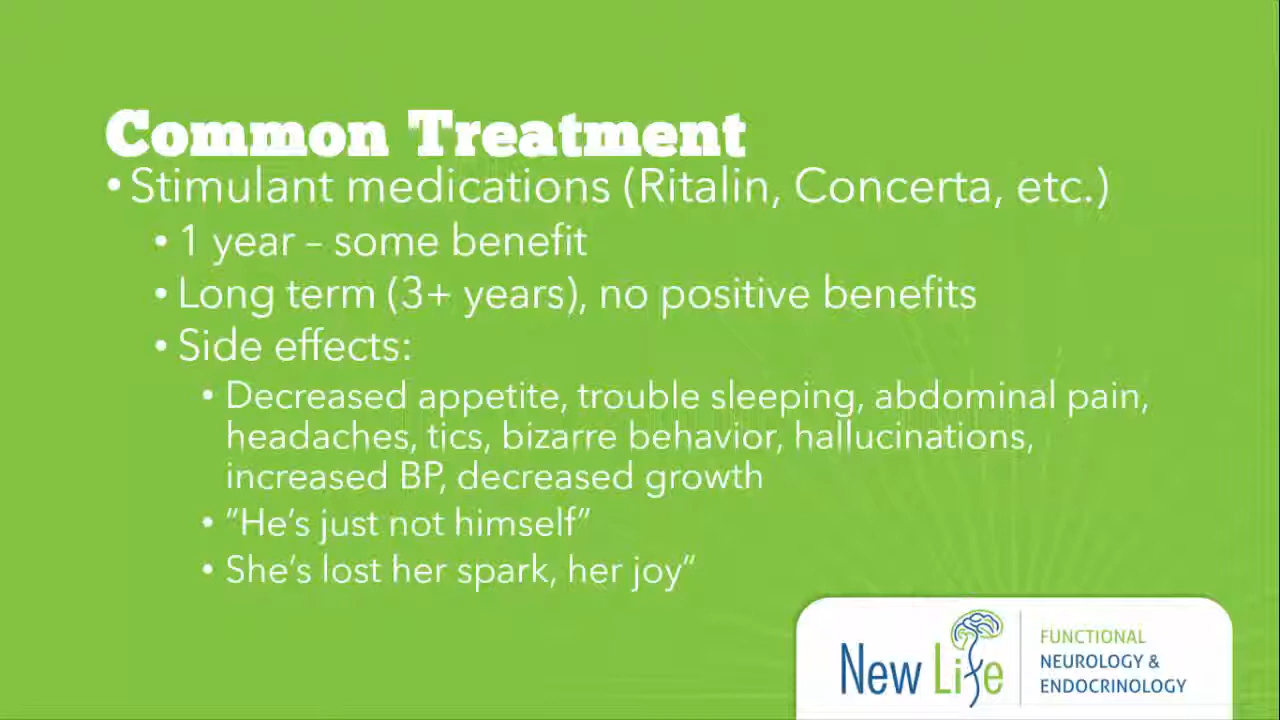 Common Treatment
• Stimulant medications (Ritalin, Concerta, etc.)
• 1 year – some benefit
• Long term (3+ years), no positive benefits
• Side effects:
• Decreased appetite, trouble sleeping, abdominal pain,
headaches, tics, bizarre behavior, hallucinations,
increased BP, decreased growth
• “He’s just not himself”
• She’s lost her spark, her joy”
New Life
FUNCTIONAL
NEUROLOGY &
ENDOCRINOLOGY